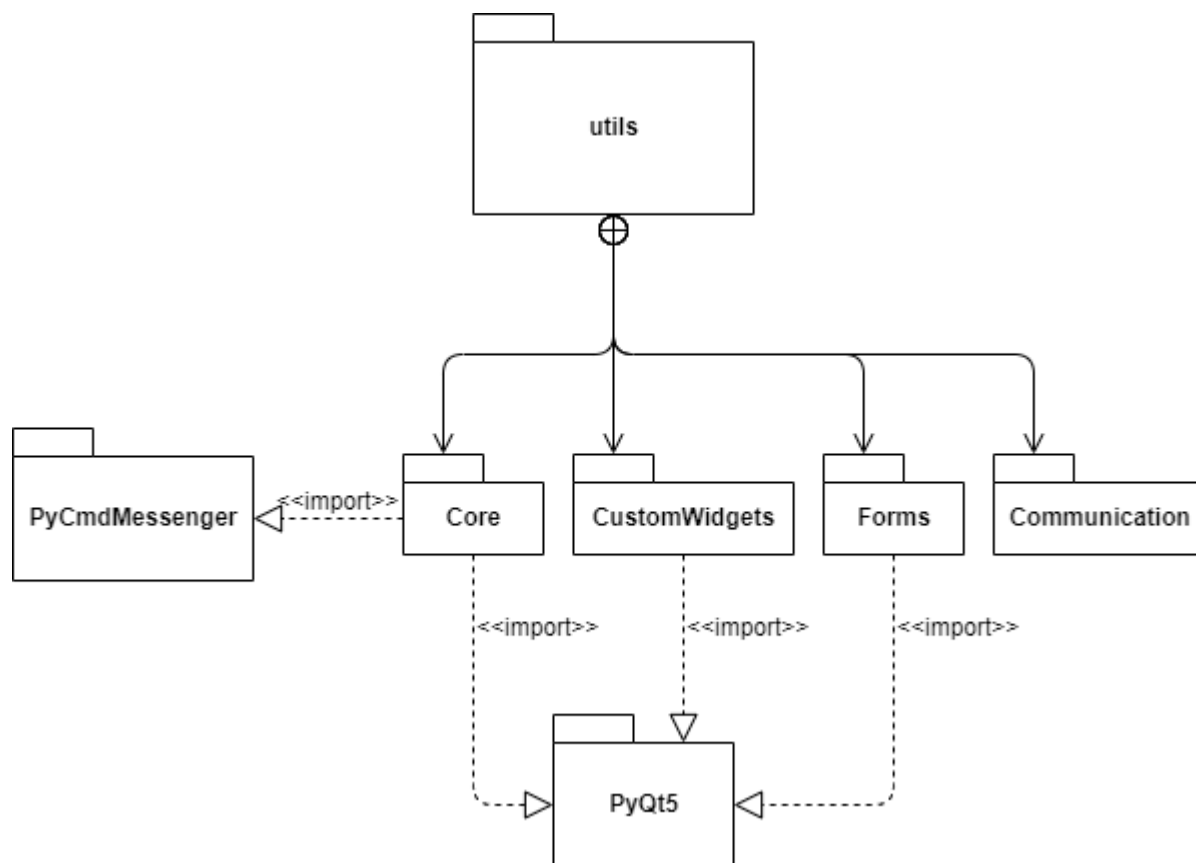 utils
<<import>>
PyCmdMessenger
Core
CustomWidgets
Forms
Communication
<<import>>
<<import>>
<<import>>
PyQt5